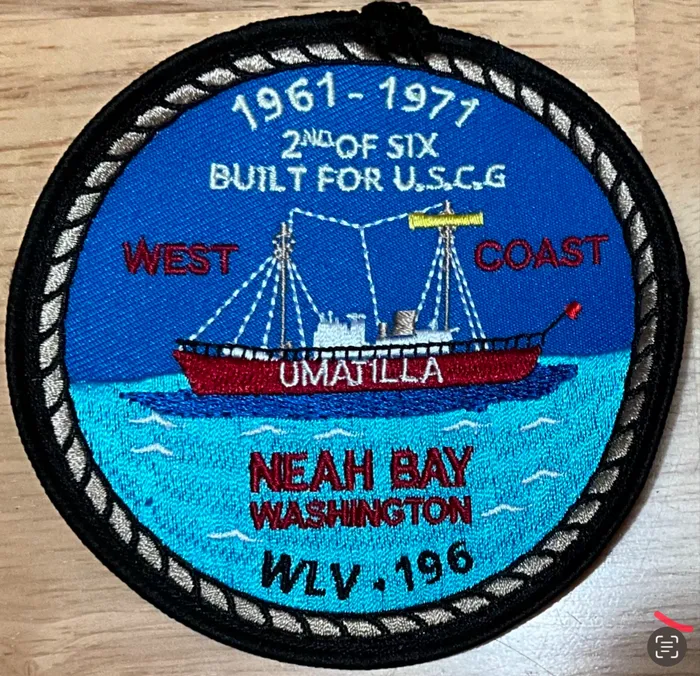 1961 - 1971
2ND. OF SIX
BUILT FOR U.S.C.G
WEST COAST
UMATILLA
NEAH BAY
WASHINGTON
WLV . 196